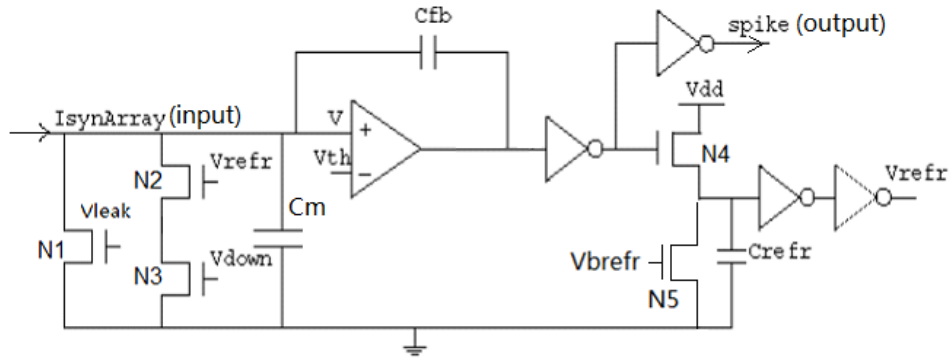 Cfb
spike (output)
Vdd
IsynArray (input)
V
+
Vth
-
N2
Vrefr
N4
Vrefr
Vleak
Cm
N1
N3
Vdown
Vbrefr
Crefr
N5